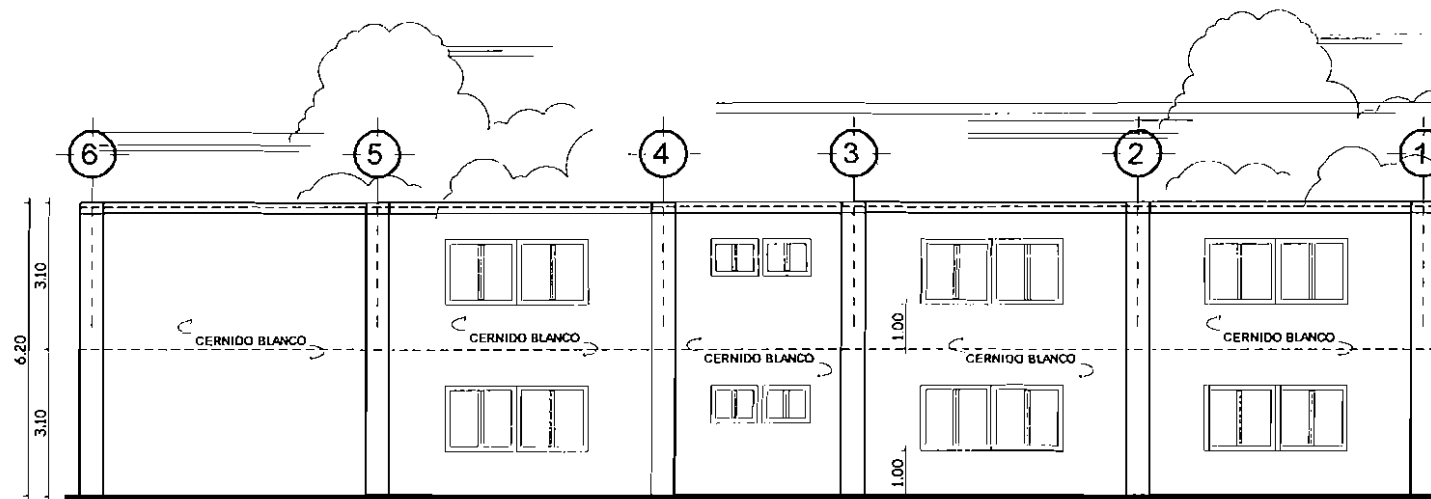 6 5 4 3 2 1
3.10
6.20
3.10
1.00
1.00
CERNIDO BLANCO
CERNIDO BLANCO
CERNIDO BLANCO
CERNIDO BLANCO
CERNIDO BLANCO